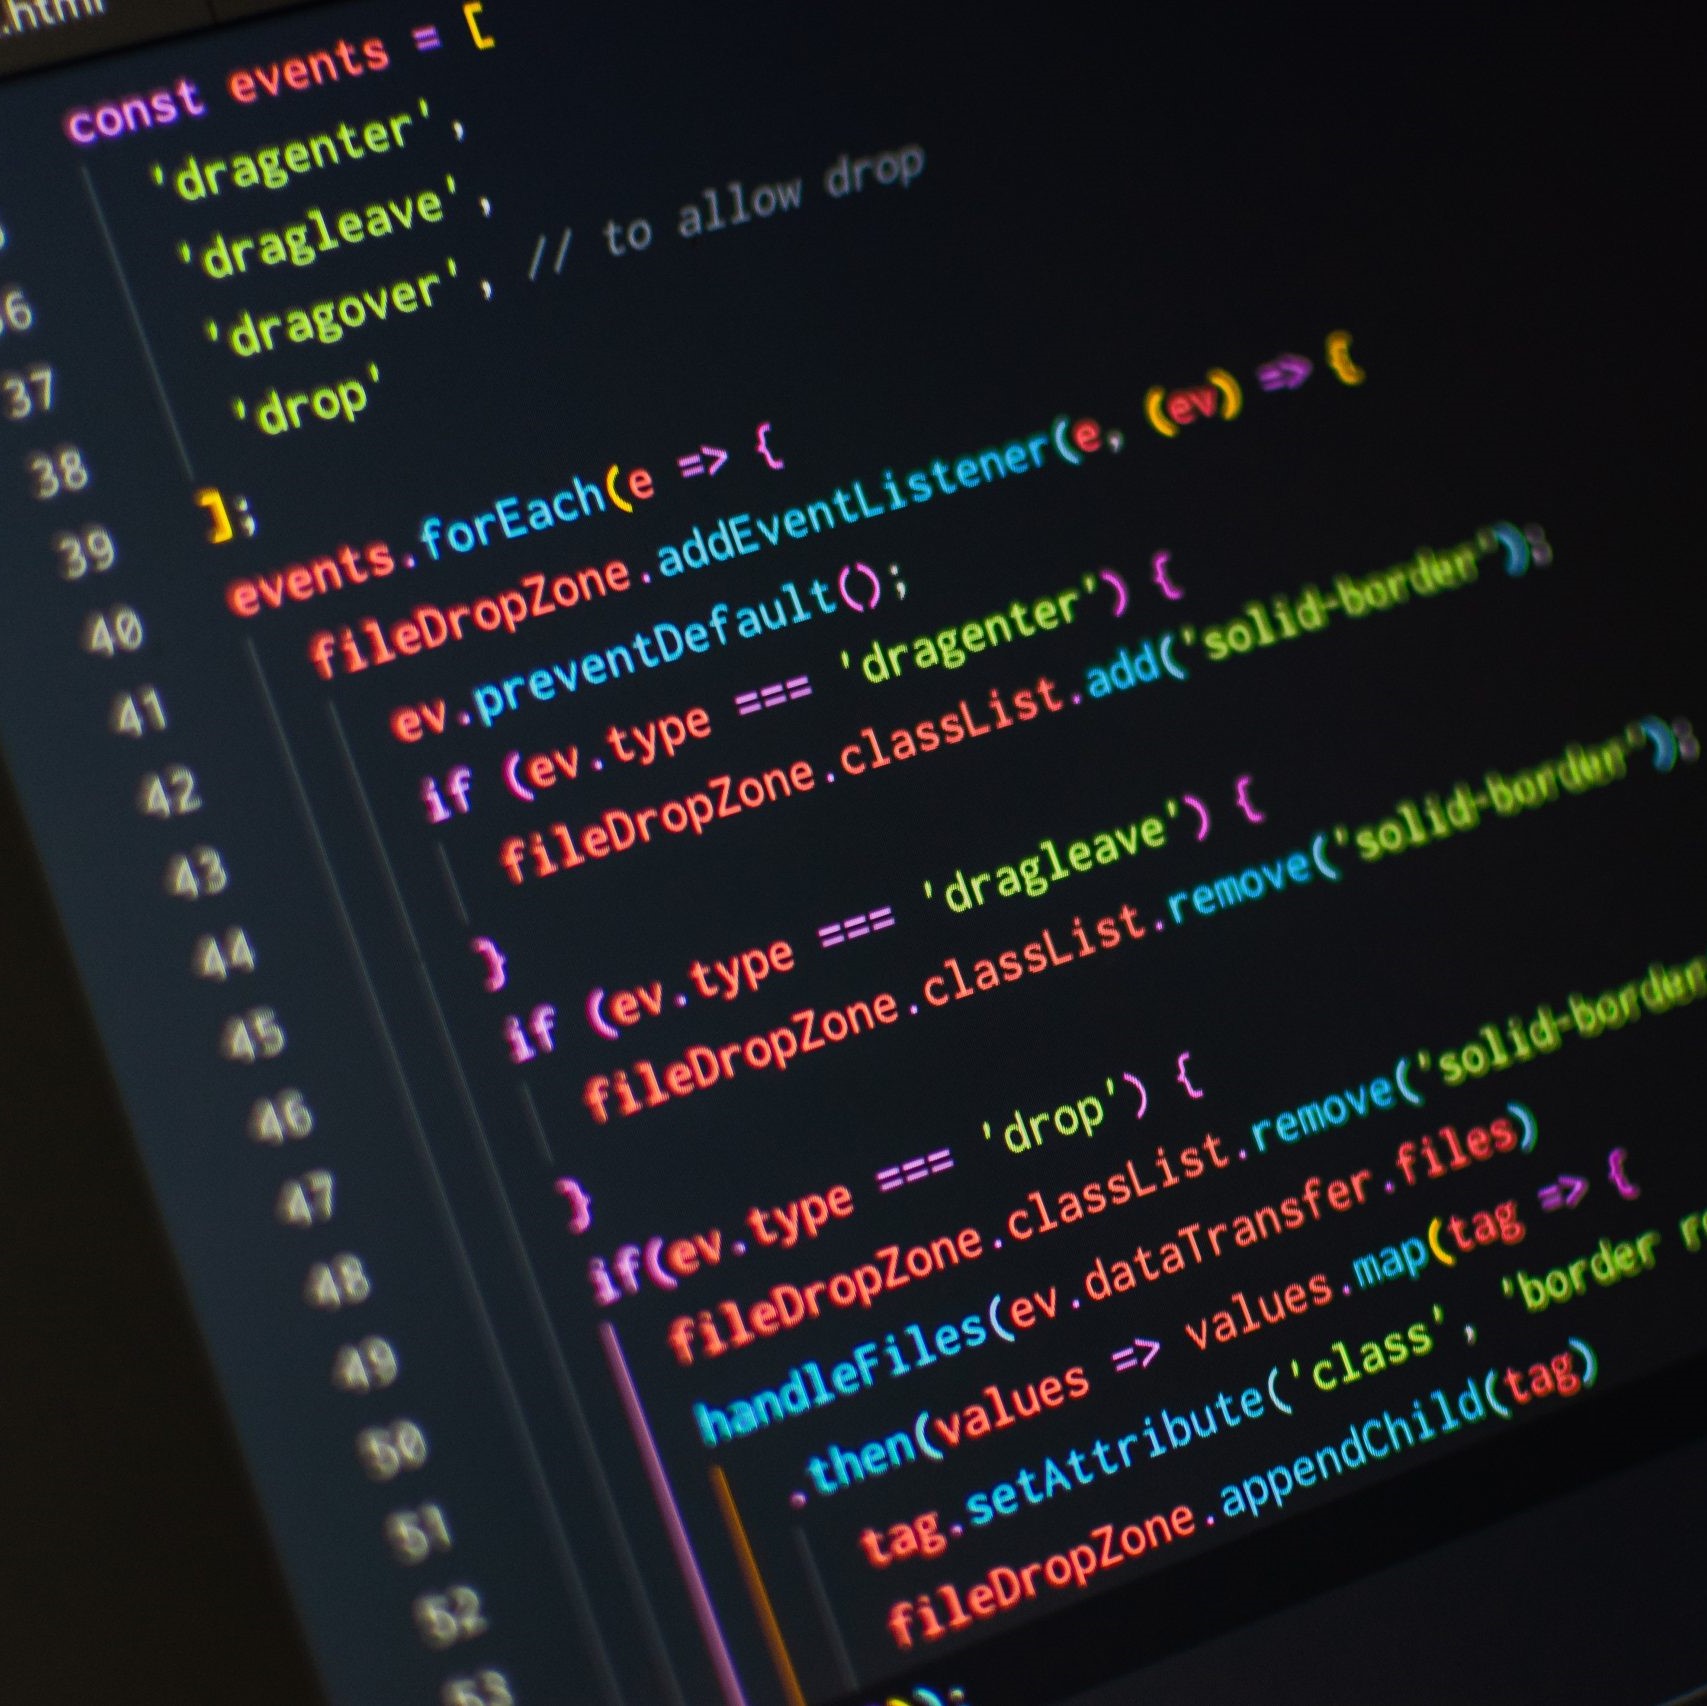 .html
const events = [
'dragenter',
'dragleave',
'dragover', // to allow drop
'drop'
];
events.forEach(e => {
fileDropZone.addEventListener(e, (ev) => {
ev.preventDefault();
if (ev.type === 'dragenter') {
fileDropZone.classList.add('solid-border');
}
if (ev.type === 'dragleave') {
fileDropZone.classList.remove('solid-border');
}
if(ev.type === 'drop') {
fileDropZone.classList.remove('solid-border
handleFiles(ev.dataTransfer.files)
.then(values => values.map(tag => {
tag.setAttribute('class', 'border
fileDropZone.appendChild(tag)
);
36
37
38
39
40
41
42
43
44
45
46
47
48
49
50
51
52
53